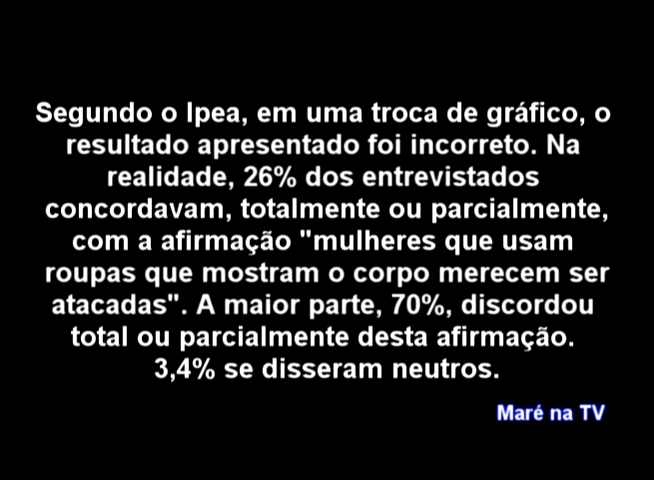 Segundo o Ipea, em uma troca de gráfico, o
resultado apresentado foi incorreto. Na
realidade, 26% dos entrevistados
concordavam, totalmente ou parcialmente,
com a afirmação "mulheres que usam
roupas que mostram o corpo merecem ser
atacadas". A maior parte, 70%, discordou
total ou parcialmente desta afirmação.
3,4% se disseram neutros.
Maré na TV